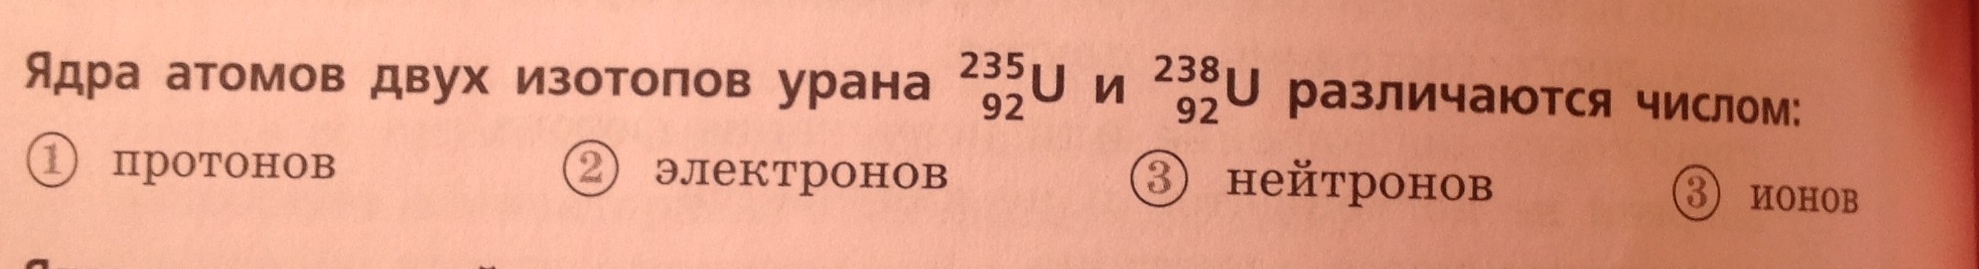 Ядра атомов двух изотопов урана ²³⁵₉₂U и ²³⁸₉₂U различаются числом:
① протонов ② электронов ③ нейтронов ③ ионов